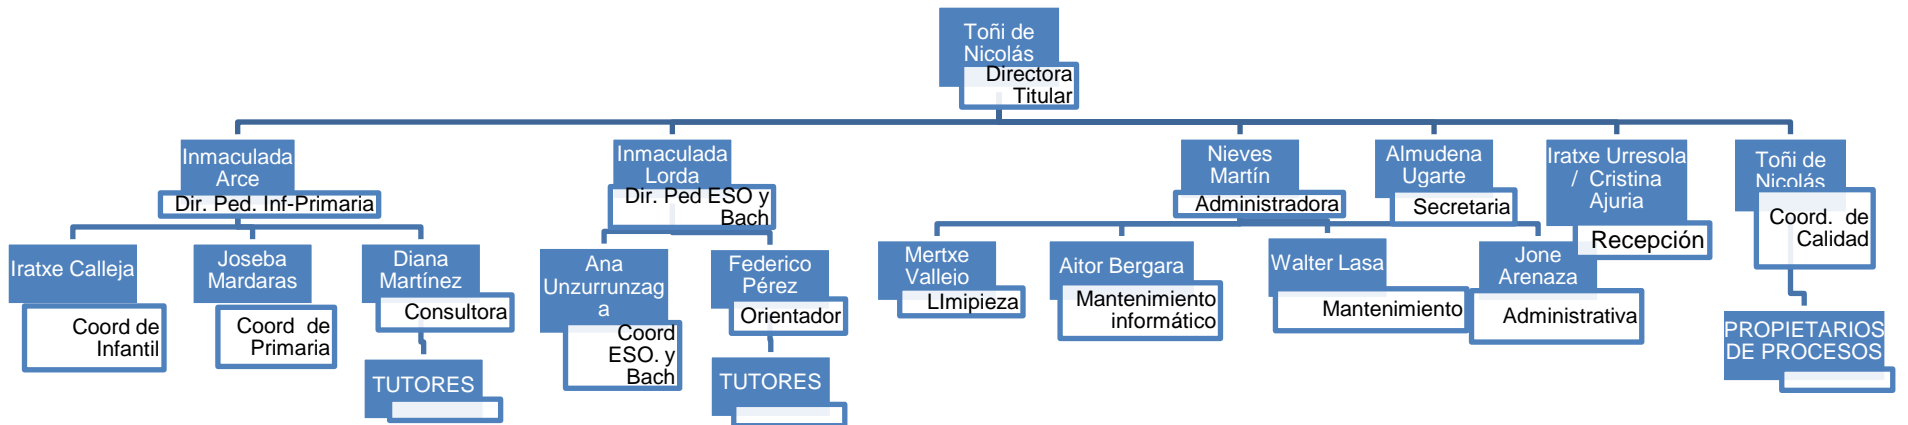 Toñi de
Nicolás
Directora
Titular
Inmaculada
Arce
Dir. Ped. Inf-Primaria
Inmaculada
Lorda
Dir. Ped ESO y
Bach
Nieves
Martín
Administradora
Almudena
Ugarte
Secretaria
Iratxe Urresola
/ Cristina
Ajuria
Recepción
Toñi de
Nicolás
Coord. de
Calidad
Iratxe Calleja
Coord de
Infantil
Joseba
Mardaras
Coord de
Primaria
Diana
Martínez
Consultora
TUTORES
Ana
Unzurrunzag
a
Coord
ESO. y
Bach
Federico
Pérez
Orientador
TUTORES
Mertxe
Vallejo
LImpieza
Aitor Bergara
Mantenimiento
informático
Walter Lasa
Mantenimiento
Jone
Arenaza
Administrativa
PROPIETARIOS
DE PROCESOS